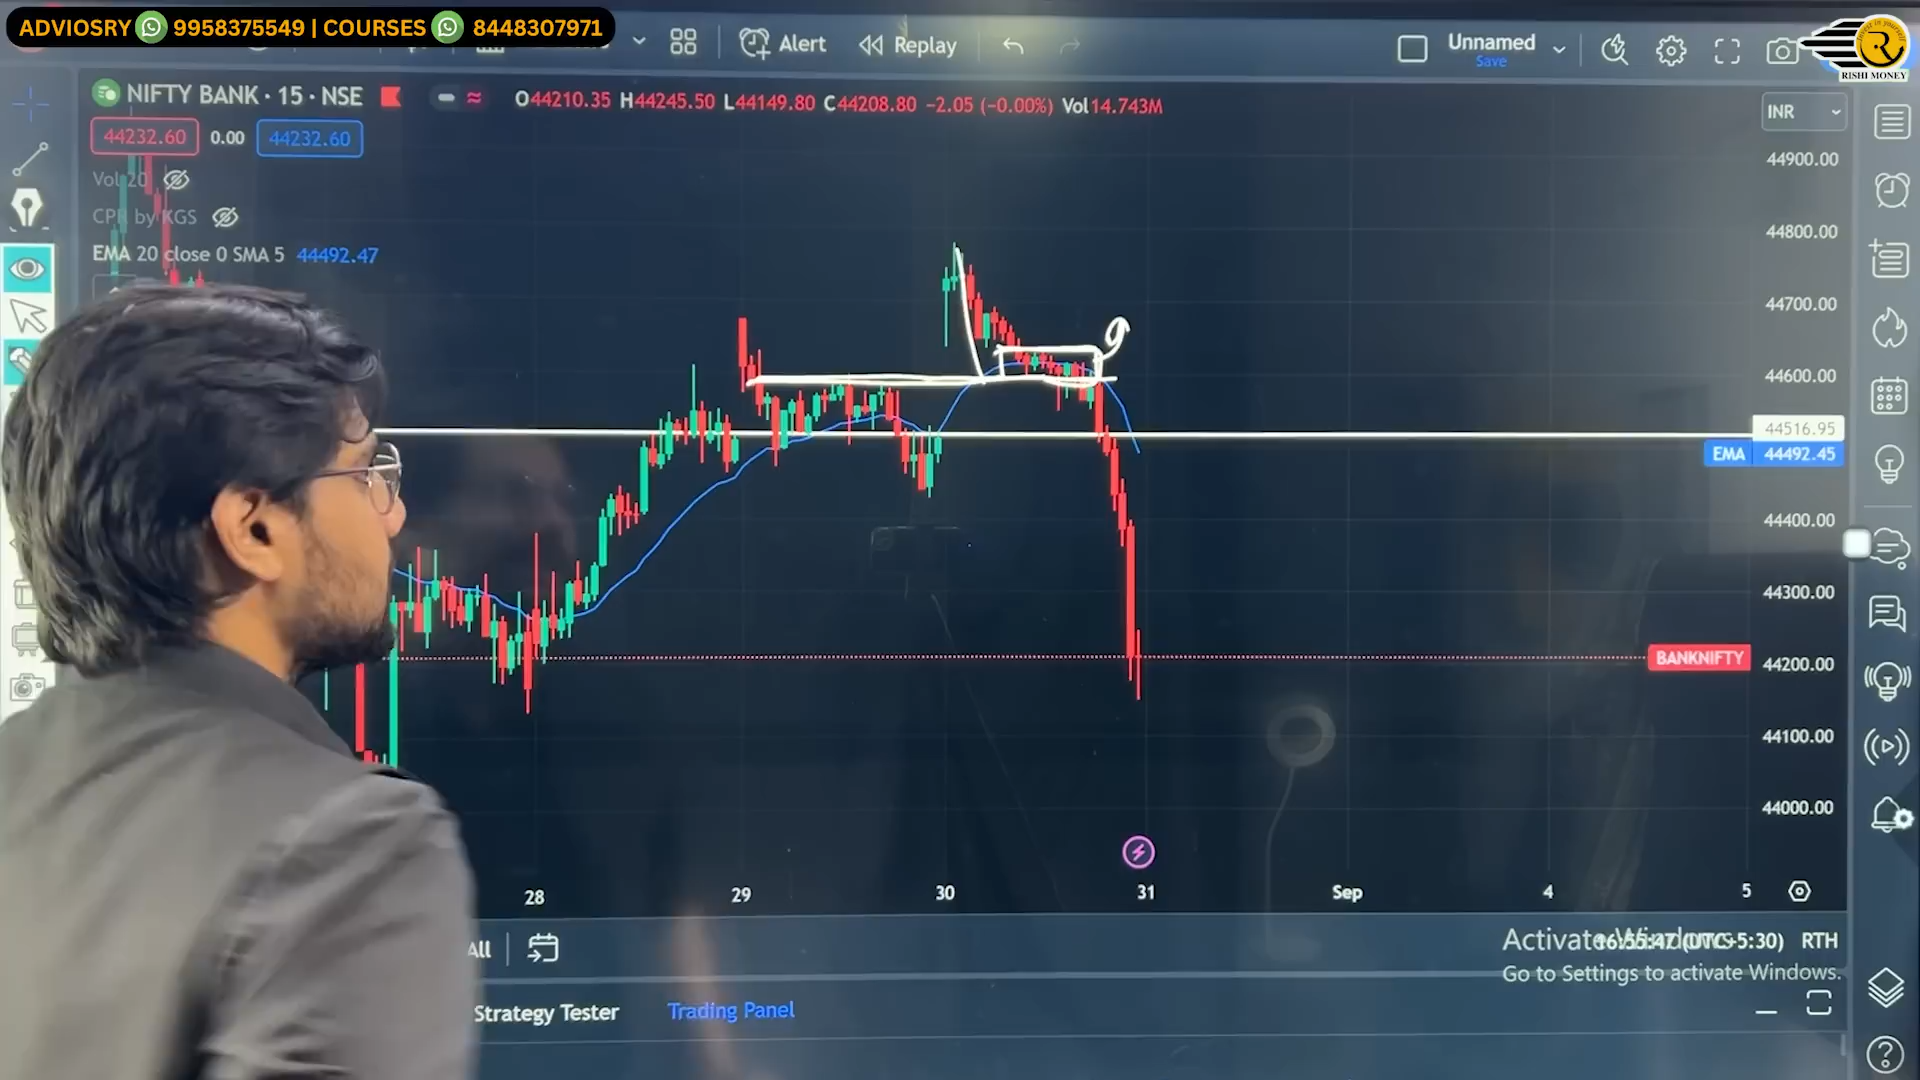 ADVIOSRY 9958375549 | COURSES 8448307971
Alert
Replay
Unnamed
Save
RISHI MONEY
NIFTY BANK · 15 · NSE
O44210.35 H44245.50 L44149.80 C44208.80 −2.05 (−0.00%) Vol14.743M
INR
44232.60 0.00 44232.60
Vol 20
CPR by KGS
EMA 20 close 0 SMA 5 44492.47
44900.00
44800.00
44700.00
44600.00
44516.95
EMA 44492.45
44400.00
44300.00
BANKNIFTY 44200.00
44100.00
44000.00
28 29 30 31 Sep 4 5
All
16:55:47 (UTC+5:30) RTH
Activate Windows
Go to Settings to activate Windows.
Strategy Tester
Trading Panel